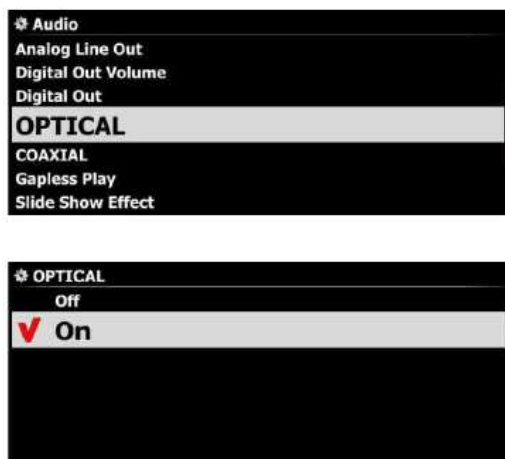 Audio
Analog Line Out
Digital Out Volume
Digital Out
OPTICAL
COAXIAL
Gapless Play
Slide Show Effect
OPTICAL
Off
On